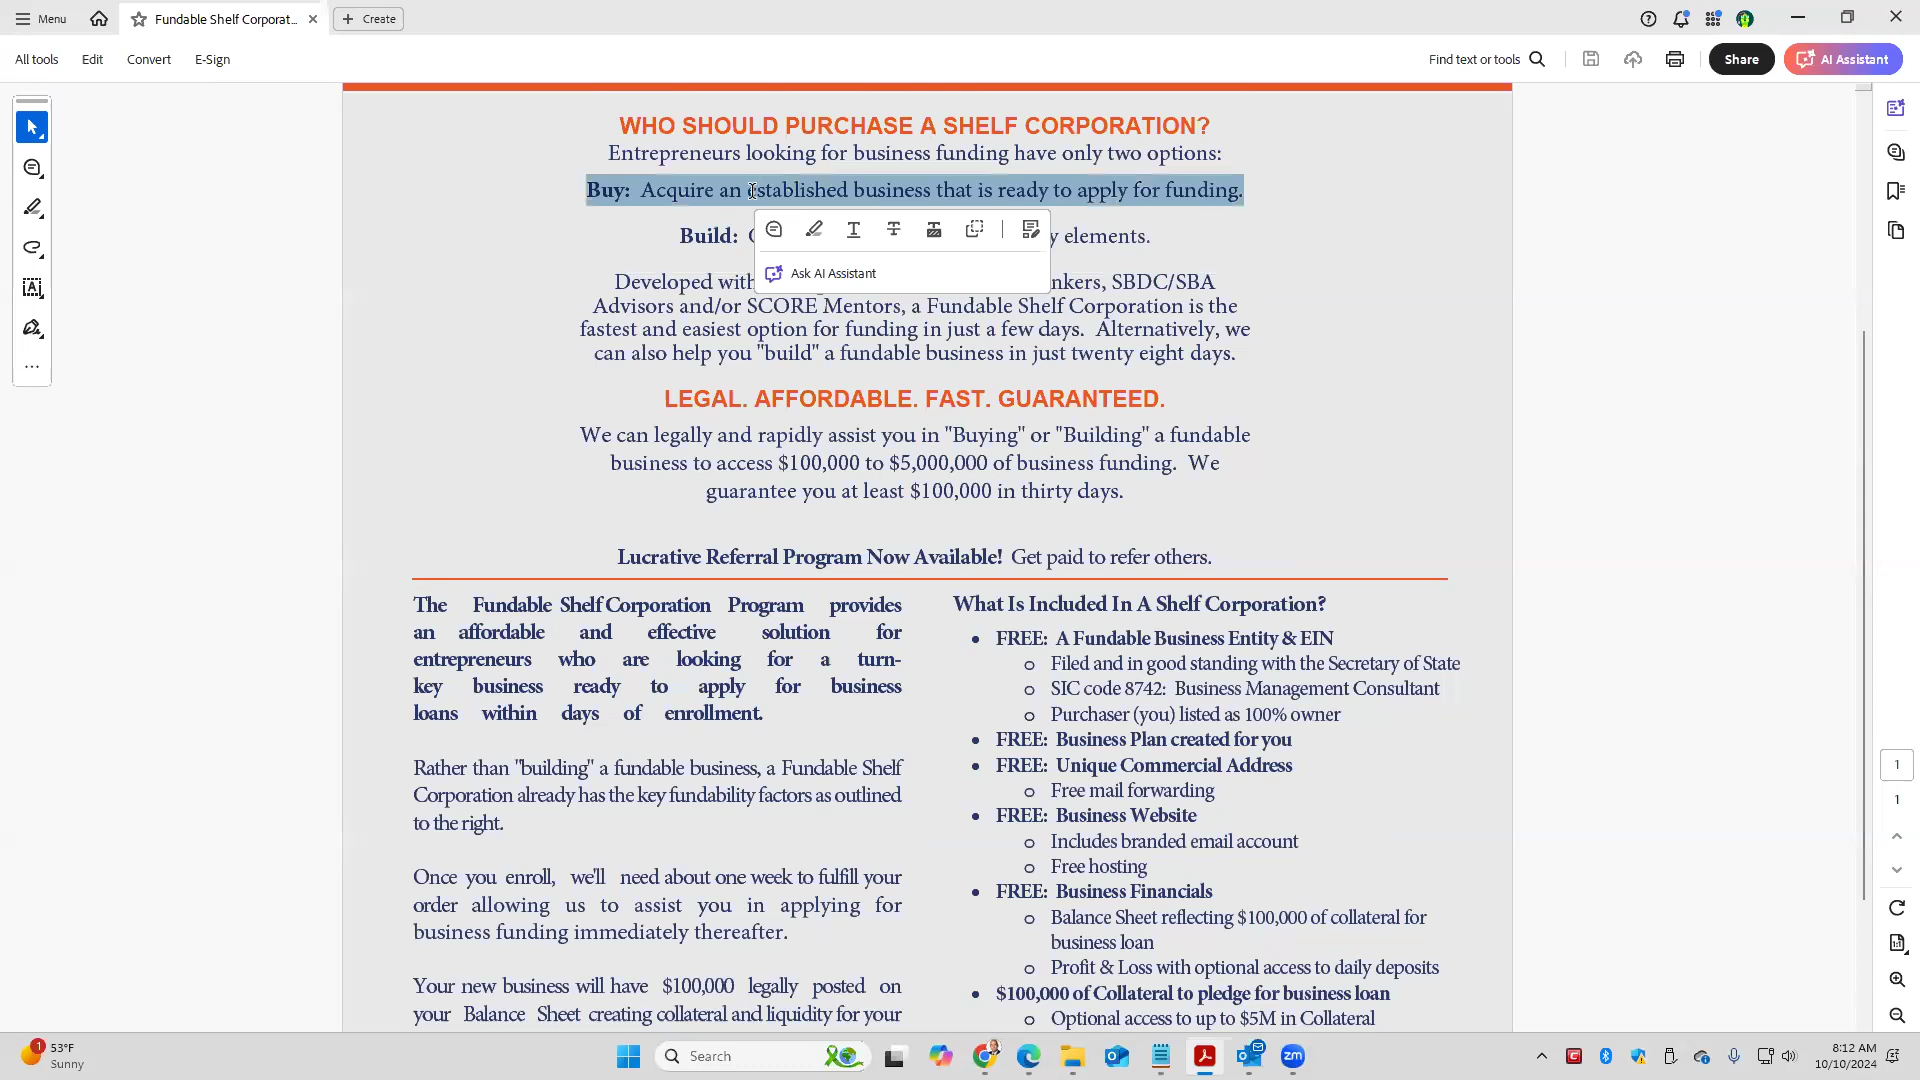 Menu
Fundable Shelf Corporat...
Create
All tools
Edit
Convert
E-Sign
Find text or tools
Share
AI Assistant
WHO SHOULD PURCHASE A SHELF CORPORATION?
Entrepreneurs looking for business funding have only two options:
Buy: Acquire an established business that is ready to apply for funding.
Build: elements.
Ask AI Assistant
Developed with SBDC/SBA
Advisors and/or SCORE Mentors, a Fundable Shelf Corporation is the
fastest and easiest option for funding in just a few days. Alternatively, we
can also help you "build" a fundable business in just twenty eight days.
LEGAL. AFFORDABLE. FAST. GUARANTEED.
We can legally and rapidly assist you in "Buying" or "Building" a fundable
business to access $100,000 to $5,000,000 of business funding. We
guarantee you at least $100,000 in thirty days.
Lucrative Referral Program Now Available! Get paid to refer others.
The Fundable Shelf Corporation Program provides
an affordable and effective solution for
entrepreneurs who are looking for a turn-
key business ready to apply for business
loans within days of enrollment.
Rather than "building" a fundable business, a Fundable Shelf
Corporation already has the key fundability factors as outlined
to the right.
Once you enroll, we'll need about one week to fulfill your
order allowing us to assist you in applying for
business funding immediately thereafter.
Your new business will have $100,000 legally posted on
your Balance Sheet creating collateral and liquidity for your
What Is Included In A Shelf Corporation?
• FREE: A Fundable Business Entity & EIN
o Filed and in good standing with the Secretary of State
o SIC code 8742: Business Management Consultant
o Purchaser (you) listed as 100% owner
• FREE: Business Plan created for you
• FREE: Unique Commercial Address
o Free mail forwarding
• FREE: Business Website
o Includes branded email account
o Free hosting
• FREE: Business Financials
o Balance Sheet reflecting $100,000 of collateral for
business loan
o Profit & Loss with optional access to daily deposits
• $100,000 of Collateral to pledge for business loan
o Optional access to up to $5M in Collateral
1
1
1
53°F
Sunny
Search
zm
8:12 AM
10/10/2024